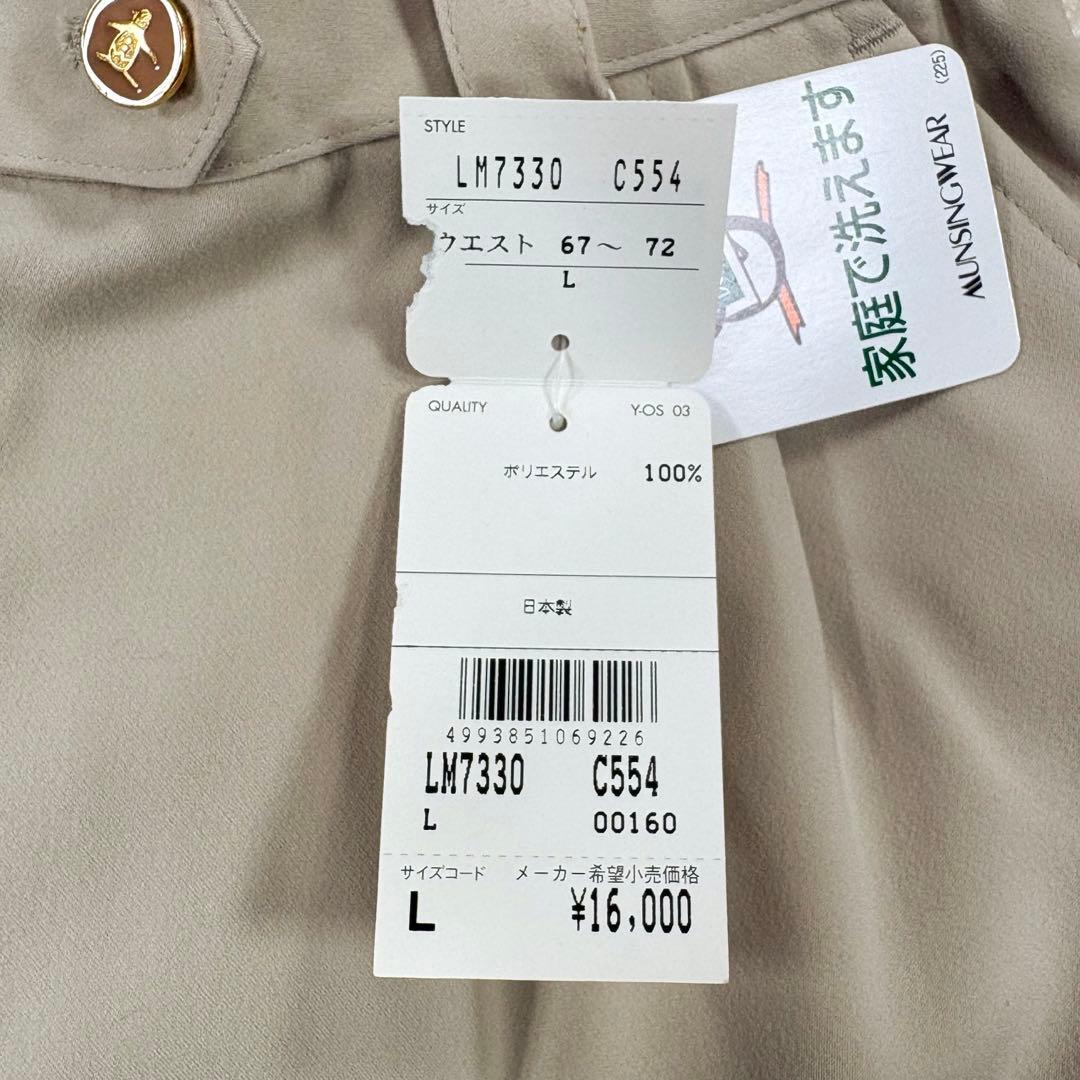 STYLE
LM7330 C554
サイズ
ウエスト 67～ 72
L
QUALITY Y-OS 03
ポリエステル 100%
日本製
4993851069226
LM7330 C554
L 00160
サイズコード メーカー希望小売価格
L ¥16,000
家庭で洗えます
MUNSINGWEAR (225)